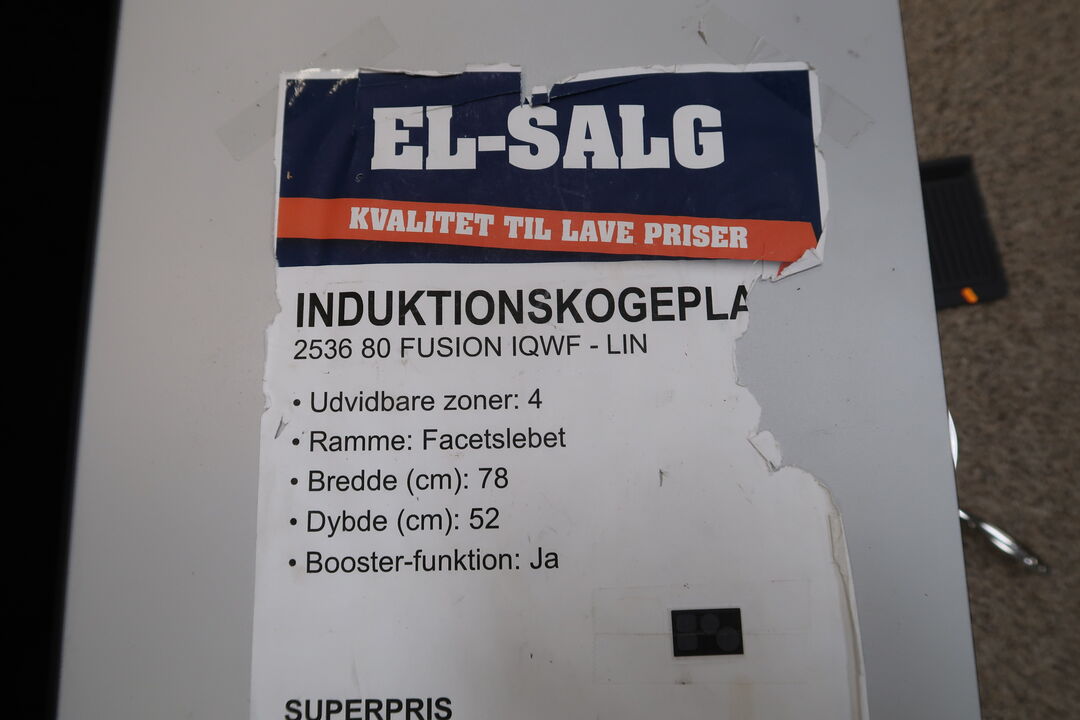 EL-SALG
KVALITET TIL LAVE PRISER
INDUKTIONSKOGEPLA
2536 80 FUSION IQWF - LIN
• Udvidbare zoner: 4
• Ramme: Facetslebet
• Bredde (cm): 78
• Dybde (cm): 52
• Booster-funktion: Ja
SUPERPRIS